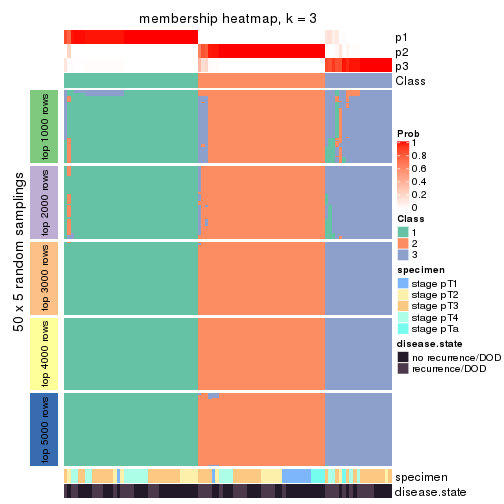 membership heatmap, k = 3
p1
p2
p3
Class
50 x 5 random samplings
top 1000 rows
top 2000 rows
top 3000 rows
top 4000 rows
top 5000 rows
specimen
disease.state
Prob
1
0.8
0.6
0.4
0.2
0
Class
1
2
3
specimen
stage pT1
stage pT2
stage pT3
stage pT4
stage pTa
disease.state
no recurrence/DOD
recurrence/DOD